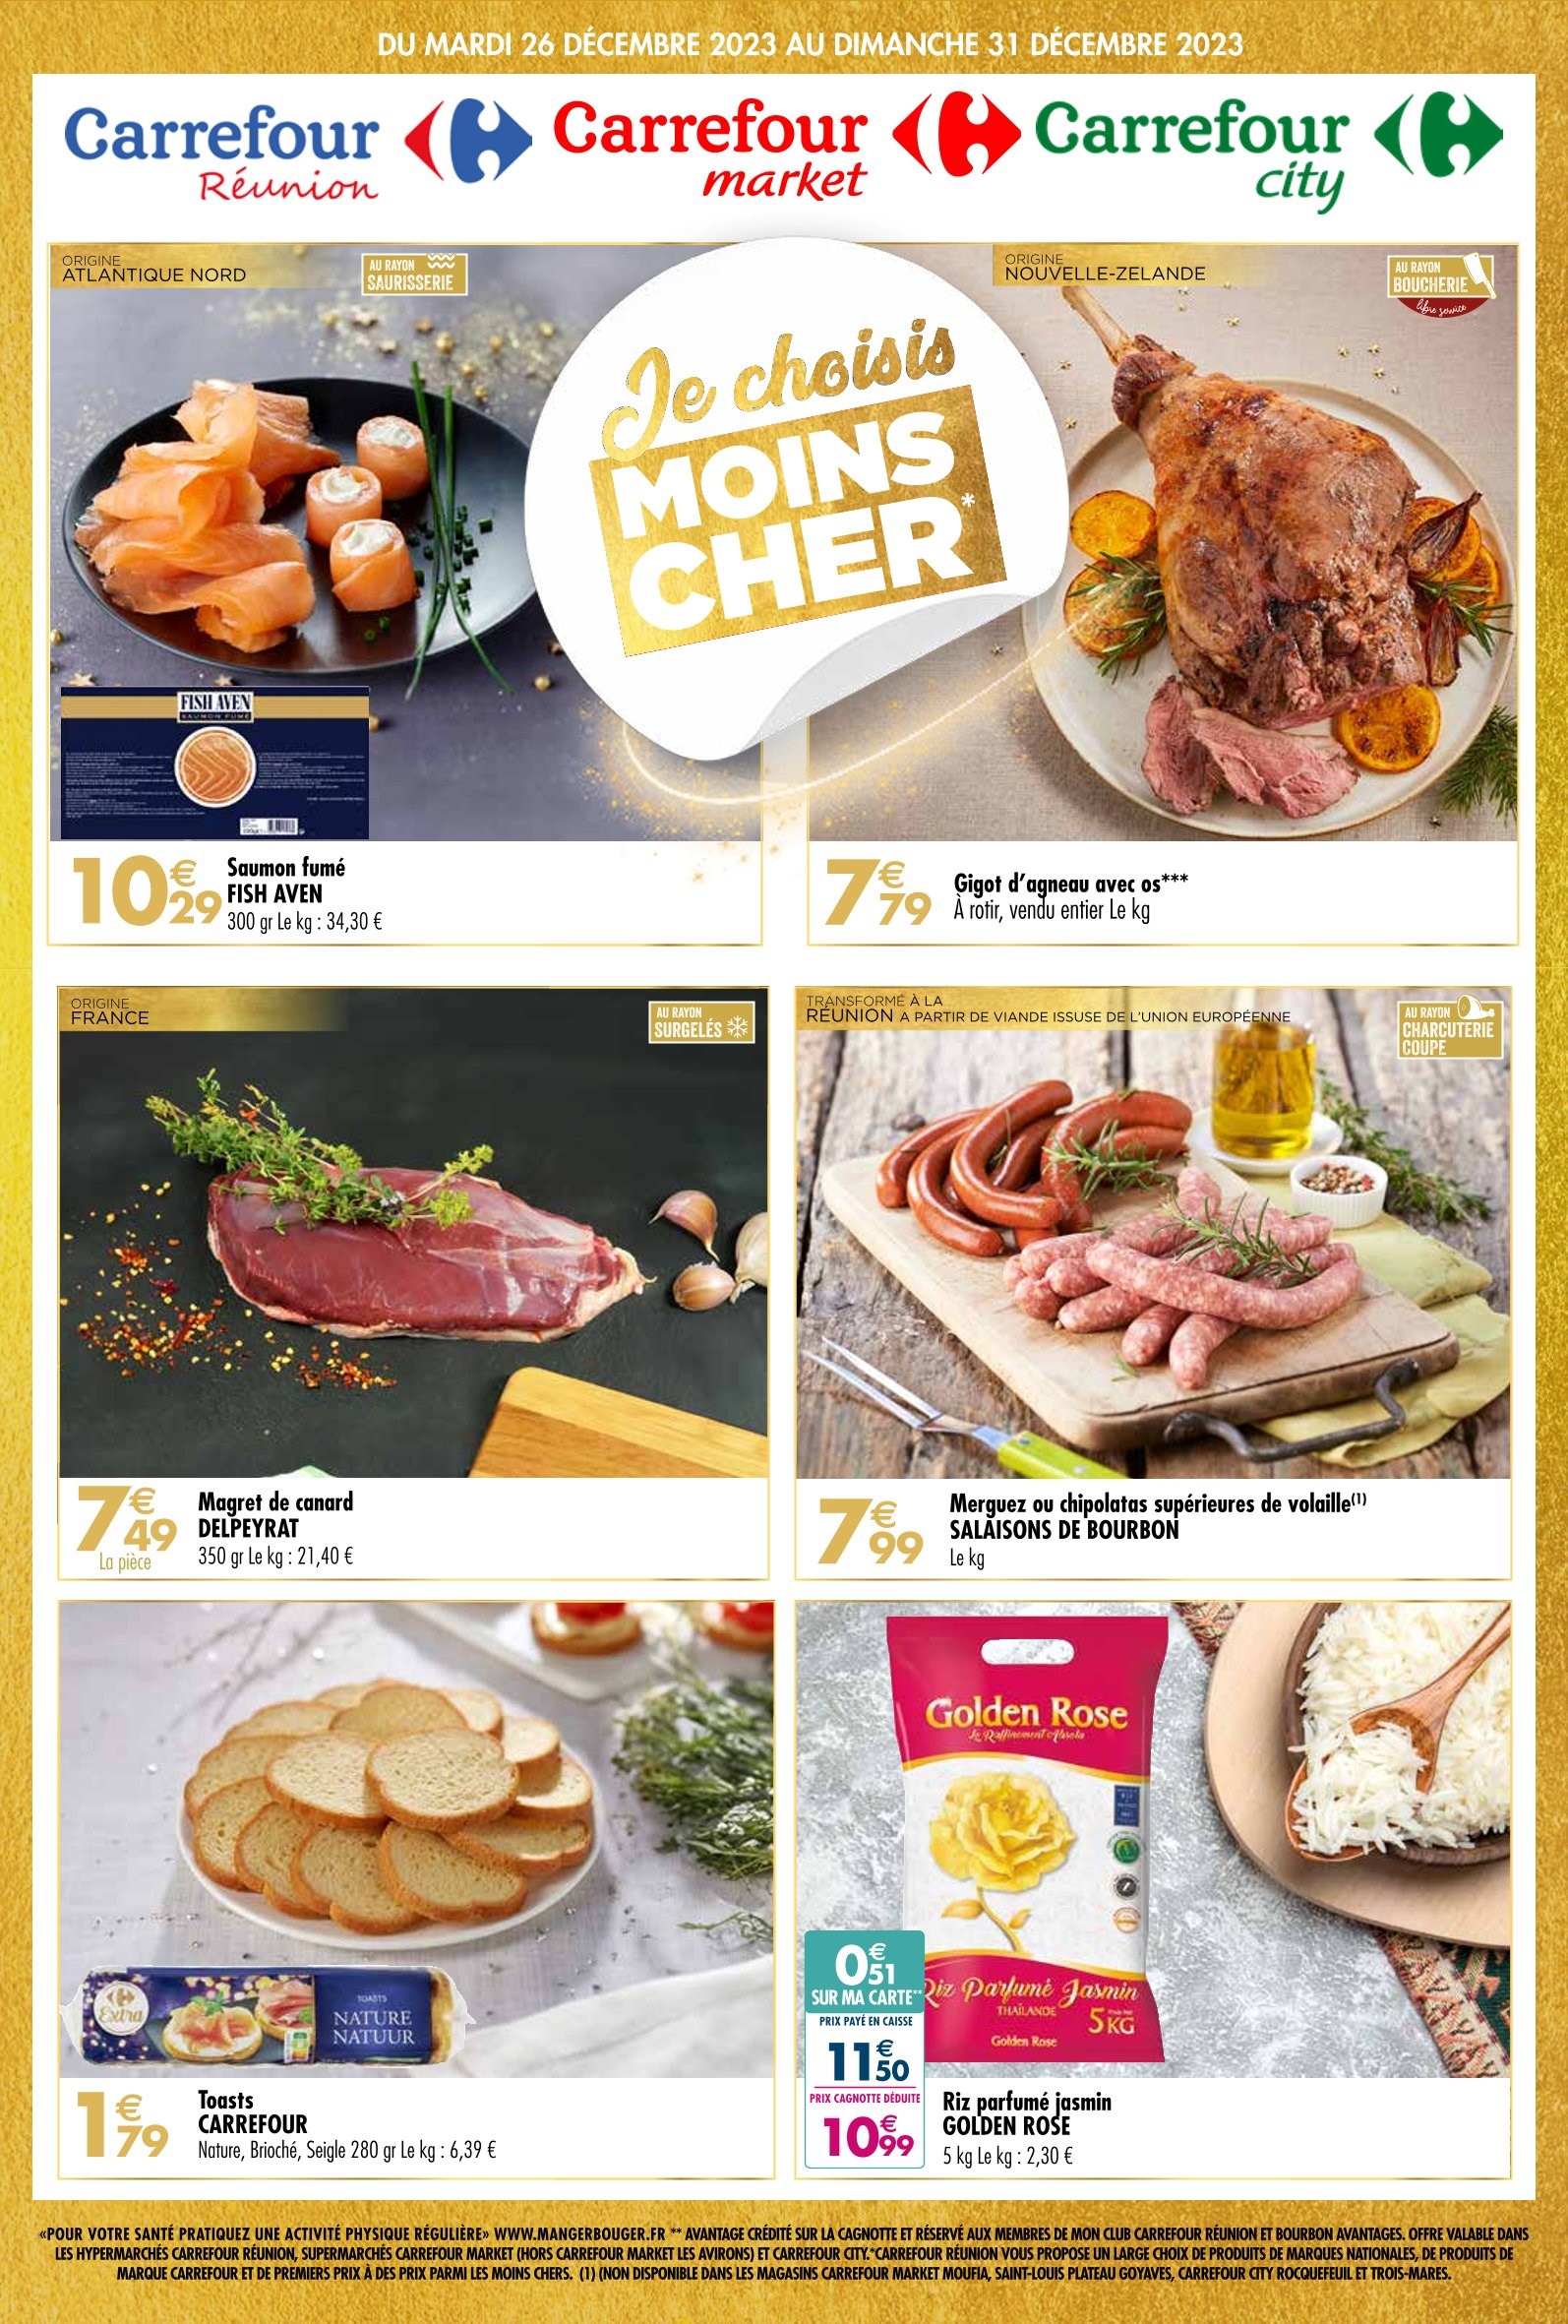 DU MARDI 26 DÉCEMBRE 2023 AU DIMANCHE 31 DÉCEMBRE 2023
Carrefour
Réunion
Carrefour
market
Carrefour
city
ORIGINE
ATLANTIQUE NORD
AU RAYON
SAURISSERIE
Je choisis
MOINS
CHER*
ORIGINE
NOUVELLE-ZELANDE
AU RAYON
BOUCHERIE
libre service
FISH AVEN
SAUMON FUMÉ
10€29
Saumon fumé
FISH AVEN
300 gr Le kg : 34,30 €
7€79
Gigot d’agneau avec os***
À rotir, vendu entier Le kg
ORIGINE
FRANCE
AU RAYON
SURGELÉS
TRANSFORMÉ À LA
RÉUNION A PARTIR DE VIANDE ISSUSE DE L’UNION EUROPÉENNE
AU RAYON
CHARCUTERIE
COUPE
7€49
La pièce
Magret de canard
DELPEYRAT
350 gr Le kg : 21,40 €
7€99
Merguez ou chipolatas supérieures de volaille(1)
SALAISONS DE BOURBON
Le kg
Extra
TOASTS
NATURE
NATUUR
1€79
Toasts
CARREFOUR
Nature, Brioché, Seigle 280 gr Le kg : 6,39 €
Golden Rose
Le Raffinement Absolu
Riz Parfumé Jasmin
THAÏLANDE
5KG
Golden Rose
0€51
SUR MA CARTE**
PRIX PAYÉ EN CAISSE
11€50
PRIX CAGNOTTE DÉDUITE
10€99
Riz parfumé jasmin
GOLDEN ROSE
5 kg Le kg : 2,30 €
«POUR VOTRE SANTÉ PRATIQUEZ UNE ACTIVITÉ PHYSIQUE RÉGULIÈRE» WWW.MANGERBOUGER.FR ** AVANTAGE CRÉDITÉ SUR LA CAGNOTTE ET RÉSERVÉ AUX MEMBRES DE MON CLUB CARREFOUR RÉUNION ET BOURBON AVANTAGES. OFFRE VALABLE DANS
LES HYPERMARCHÉS CARREFOUR RÉUNION, SUPERMARCHÉS CARREFOUR MARKET (HORS CARREFOUR MARKET LES AVIRONS) ET CARREFOUR CITY.*CARREFOUR RÉUNION VOUS PROPOSE UN LARGE CHOIX DE PRODUITS DE MARQUES NATIONALES, DE PRODUITS DE
MARQUE CARREFOUR ET DE PREMIERS PRIX À DES PRIX PARMI LES MOINS CHERS. (1) (NON DISPONIBLE DANS LES MAGASINS CARREFOUR MARKET MOUFIA, SAINT-LOUIS PLATEAU GOYAVES, CARREFOUR CITY ROCQUEFEUIL ET TROIS-MARES.